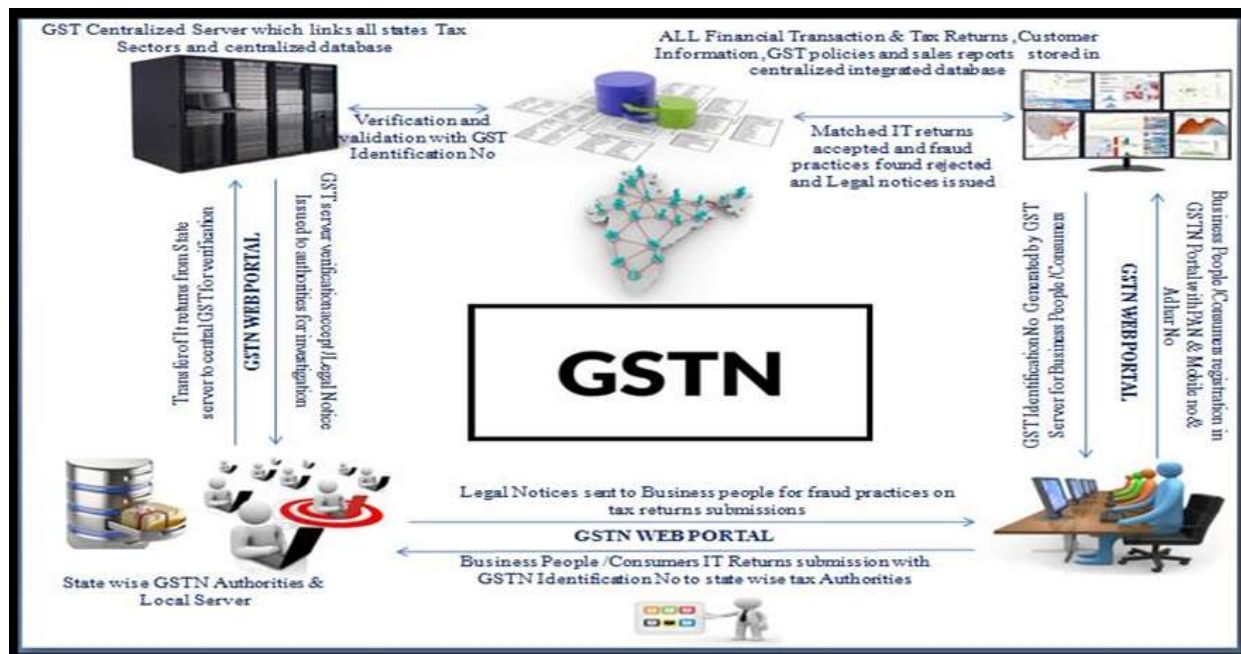 GST Centralized Server which links all states Tax
Sectors and centralized database
ALL Financial Transaction & Tax Returns ,Customer
Information, GST policies and sales reports stored in
centralized integrated database
Verification and
validation with GST
Identification No
Matched IT returns
accepted and fraud
practices found rejected
and Legal notices issued
Transfer of It returns from State
server to central GST for verification
GSTN WEB PORTAL
GST server verification accept /Legal Notice
Issued to authorities for investigation
GSTN
GST Identification No Generated by GST
Server for Business People /Consumers
GSTN WEB PORTAL
Business People /Consumers registration in
GSTN Portal with PAN & Mobile no &
Adhar No
Legal Notices sent to Business people for fraud practices on
tax returns submissions
GSTN WEB PORTAL
Business People /Consumers IT Returns submission with
GSTN Identification No to state wise tax Authorities
State wise GSTN Authorities &
Local Server